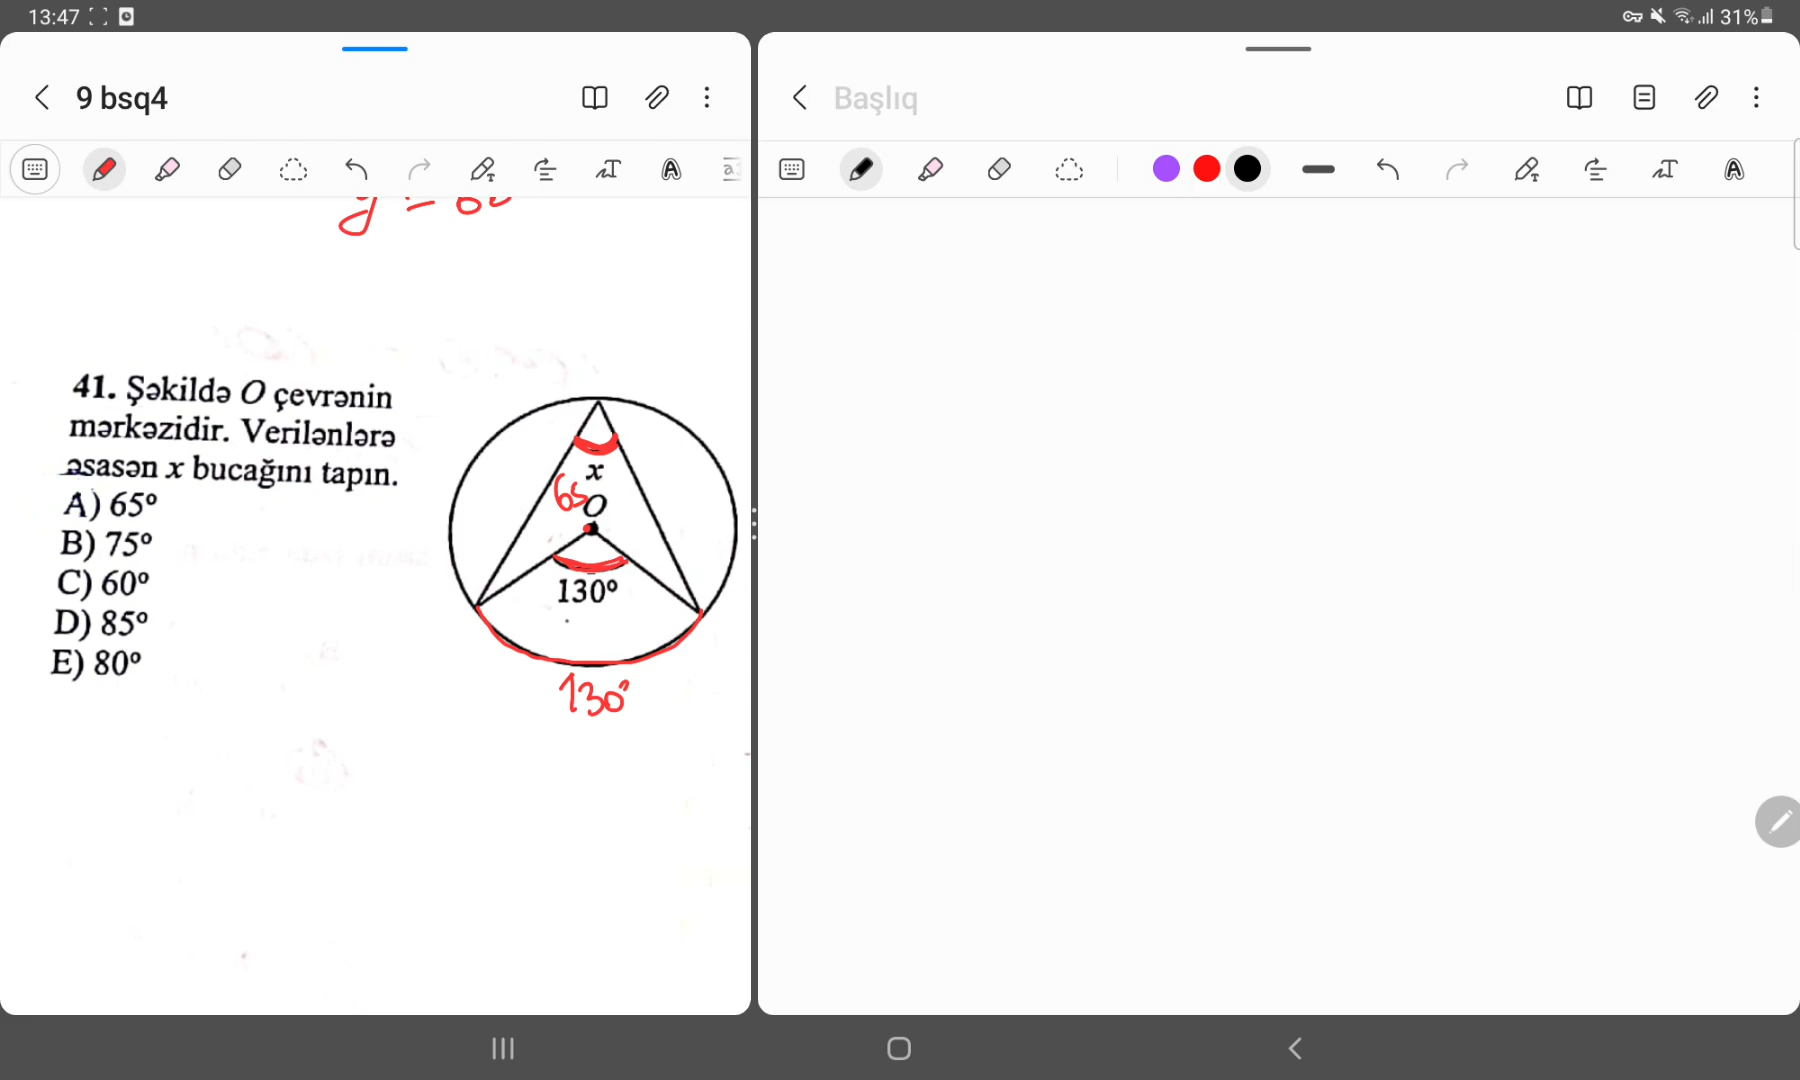 13:47
31%
9 bsq4
Başlıq
41. Şəkildə O çevrənin
mərkəzidir. Verilənlərə
əsasən x bucağını tapın.
A) 65°
B) 75°
C) 60°
D) 85°
E) 80°
x
65
O
130°
130°